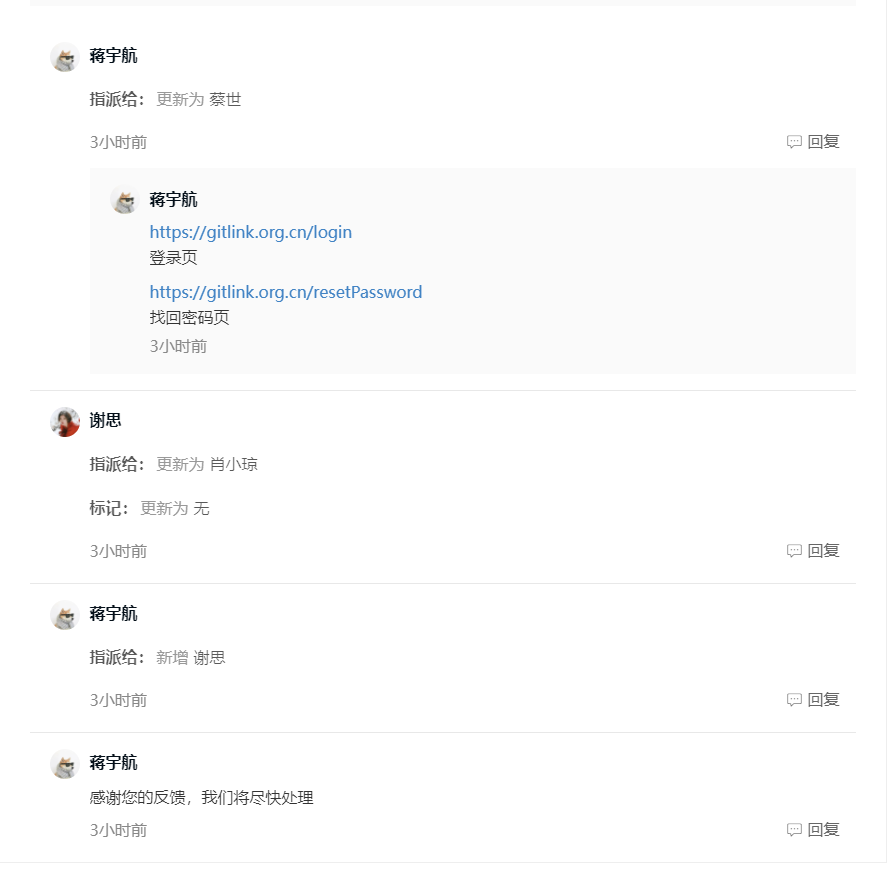 蒋宇航
指派给： 更新为 蔡世
3小时前
回复
蒋宇航
https://gitlink.org.cn/login
登录页
https://gitlink.org.cn/resetPassword
找回密码页
3小时前
谢思
指派给： 更新为 肖小琼
标记： 更新为 无
3小时前
回复
蒋宇航
指派给： 新增 谢思
3小时前
回复
蒋宇航
感谢您的反馈，我们将尽快处理
3小时前
回复